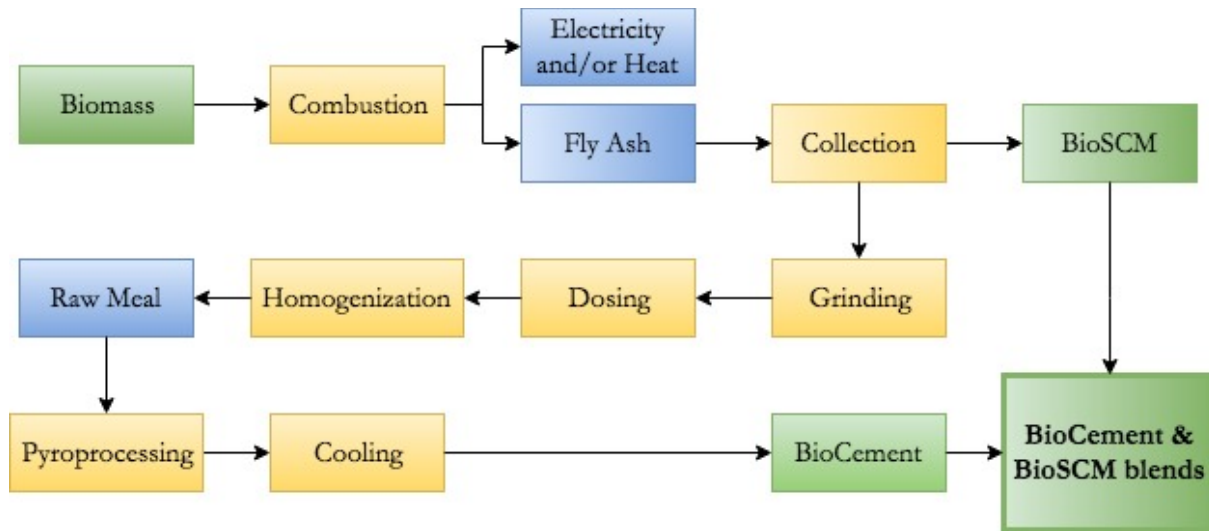 Electricity
and/or Heat
Biomass
Combustion
Fly Ash
Collection
BioSCM
Raw Meal
Homogenization
Dosing
Grinding
Pyroprocessing
Cooling
BioCement
BioCement &
BioSCM blends